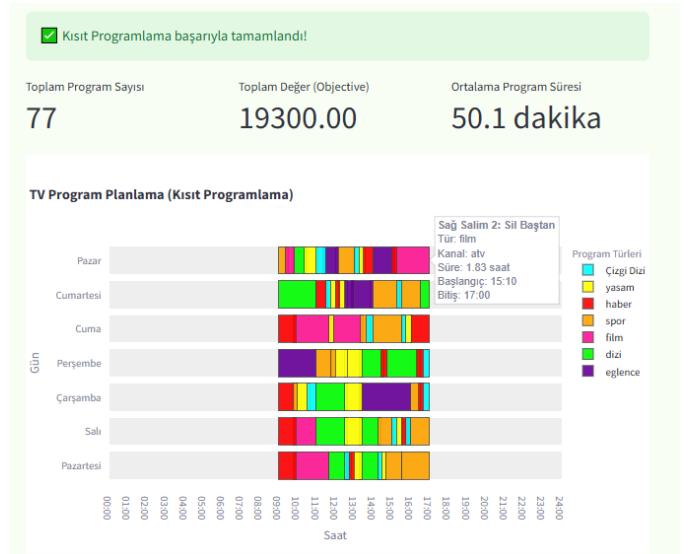 Kısıt Programlama başarıyla tamamlandı!
Toplam Program Sayısı
Toplam Değer (Objective)
Ortalama Program Süresi
77
19300.00
50.1 dakika
TV Program Planlama (Kısıt Programlama)
Sağ Salim 2: Sil Baştan
Tür: film
Kanal: atv
Süre: 1.83 saat
Başlangıç: 15:10
Bitiş: 17:00
Program Türleri
Çizgi Dizi
yasam
haber
spor
film
dizi
eglence
Gün
Pazar
Cumartesi
Cuma
Perşembe
Çarşamba
Salı
Pazartesi
00:00
01:00
02:00
03:00
04:00
05:00
06:00
07:00
08:00
09:00
10:00
11:00
12:00
13:00
14:00
15:00
16:00
17:00
18:00
19:00
20:00
21:00
22:00
23:00
24:00
Saat